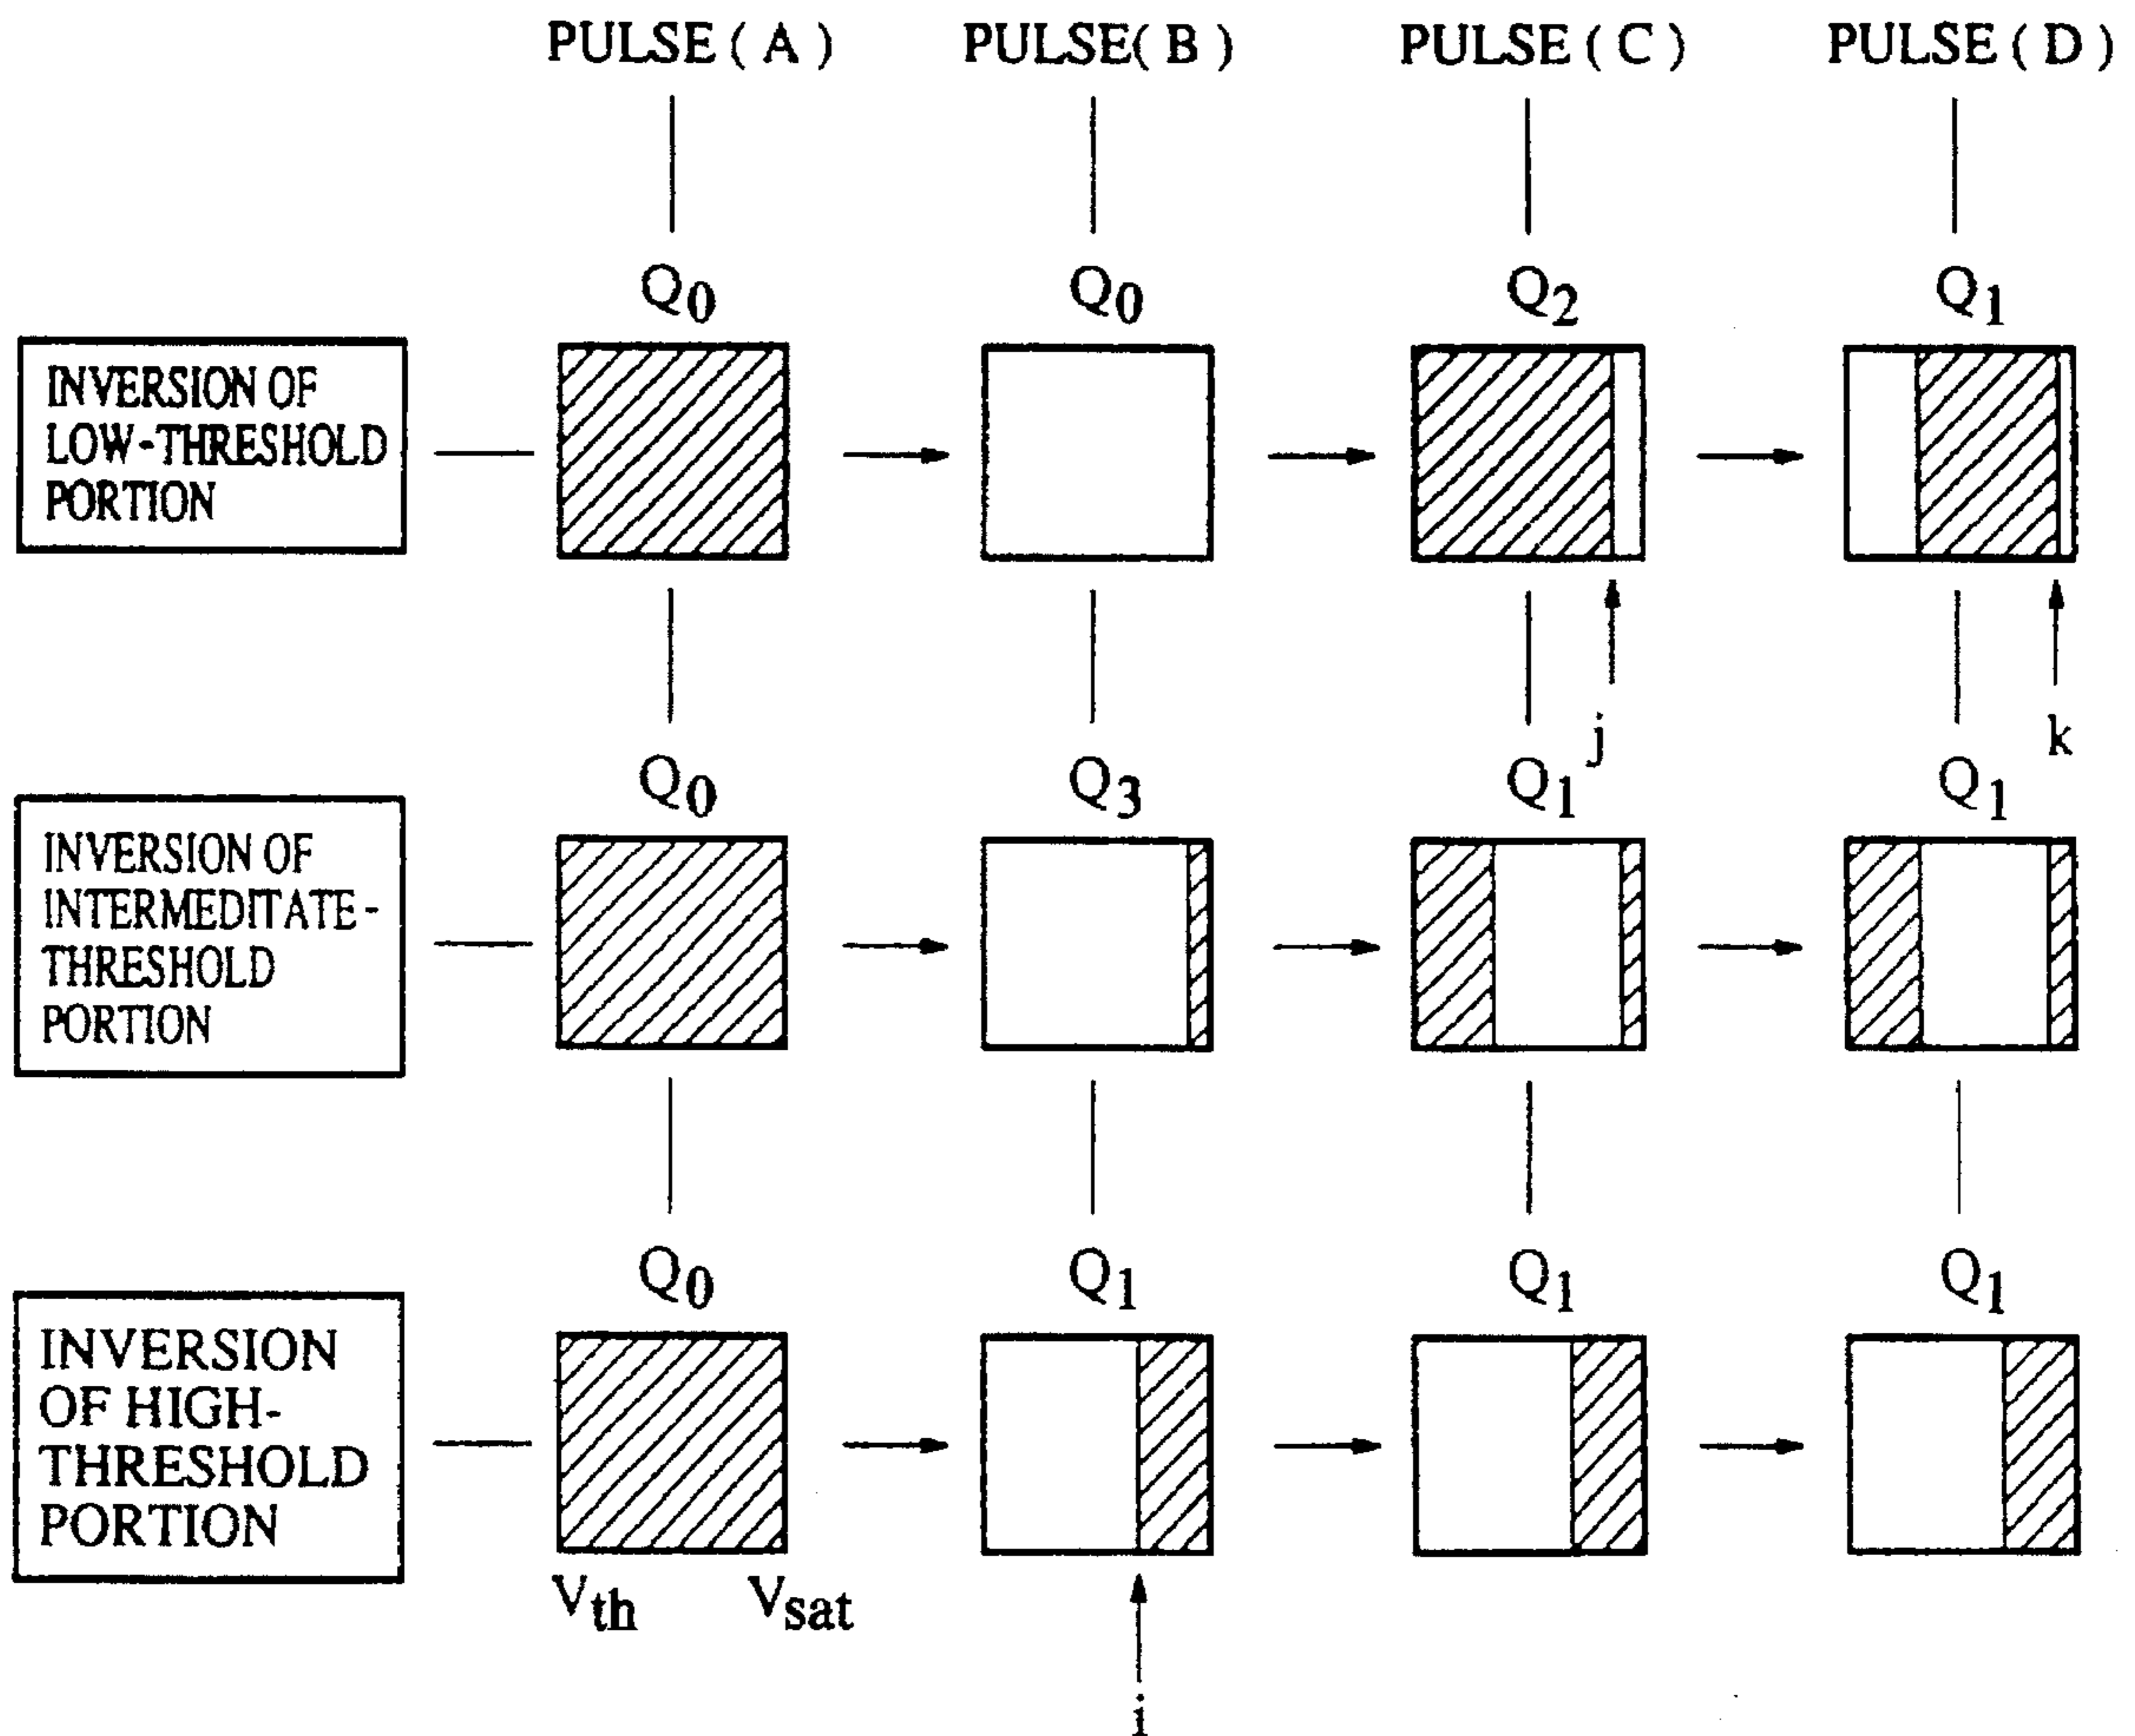 PULSE ( A ) PULSE( B ) PULSE ( C ) PULSE ( D )
Q0 Q0 Q2 Q1
INVERSION OF
LOW-THRESHOLD
PORTION
j k
Q0 Q3 Q1 Q1
INVERSION OF
INTERMEDITATE-
THRESHOLD
PORTION
Q0 Q1 Q1 Q1
INVERSION
OF HIGH-
THRESHOLD
PORTION
Vth Vsat
i